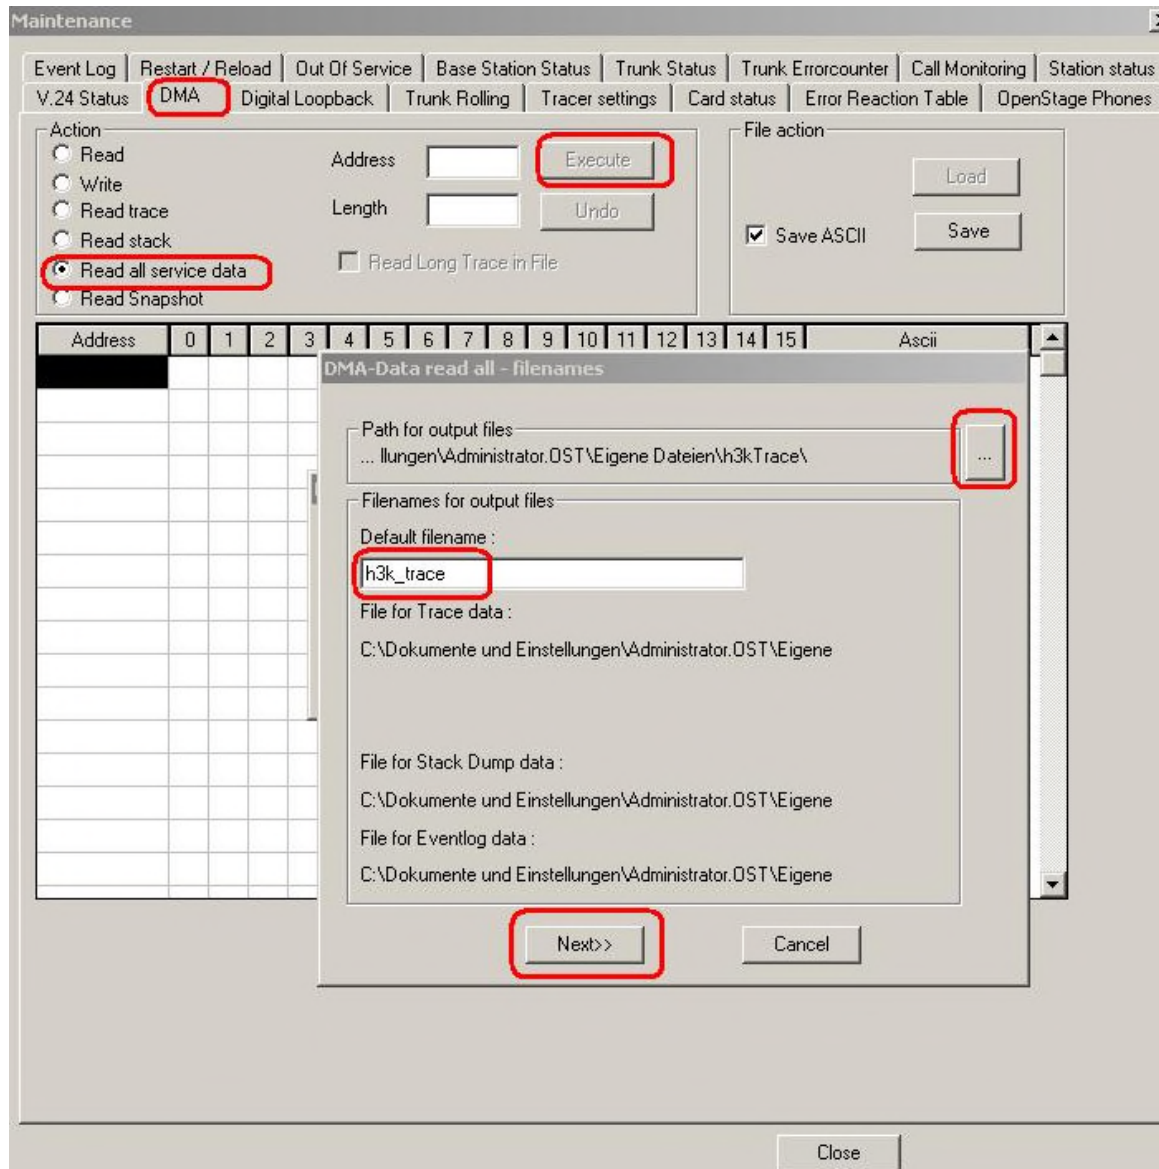 Maintenance
Event Log Restart / Reload Out Of Service Base Station Status Trunk Status Trunk Errorcounter Call Monitoring Station status
V.24 Status DMA Digital Loopback Trunk Rolling Tracer settings Card status Error Reaction Table OpenStage Phones
Action
Read
Write
Read trace
Read stack
Read all service data
Read Snapshot
Address
Length
Execute
Undo
Read Long Trace in File
File action
Load
Save ASCII
Save
Address 0 1 2 3 4 5 6 7 8 9 10 11 12 13 14 15 Ascii
DMA-Data read all - filenames
Path for output files
... llungen\Administrator.OST\Eigene Dateien\h3kTrace\
...
Filenames for output files
Default filename :
h3k_trace
File for Trace data :
C:\Dokumente und Einstellungen\Administrator.OST\Eigene
File for Stack Dump data :
C:\Dokumente und Einstellungen\Administrator.OST\Eigene
File for Eventlog data :
C:\Dokumente und Einstellungen\Administrator.OST\Eigene
Next>>
Cancel
Close